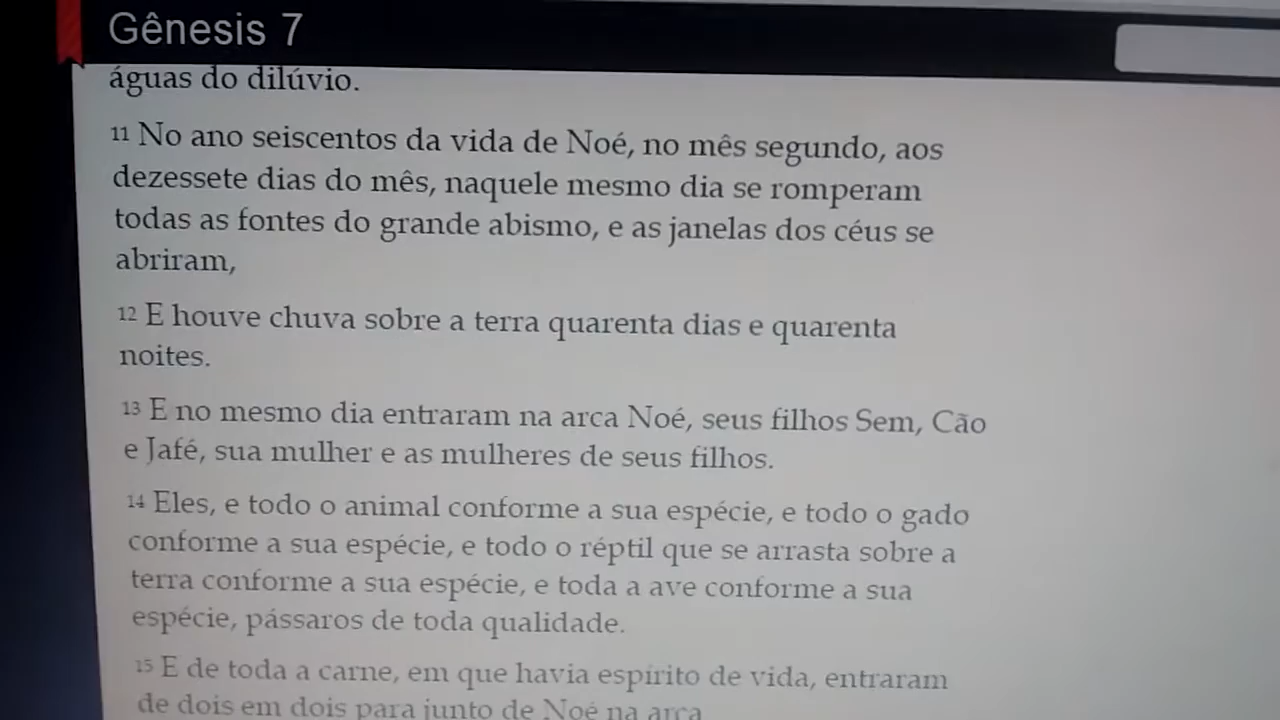 Gênesis 7
águas do dilúvio.
11 No ano seiscentos da vida de Noé, no mês segundo, aos
dezessete dias do mês, naquele mesmo dia se romperam
todas as fontes do grande abismo, e as janelas dos céus se
abriram,
12 E houve chuva sobre a terra quarenta dias e quarenta
noites.
13 E no mesmo dia entraram na arca Noé, seus filhos Sem, Cão
e Jafé, sua mulher e as mulheres de seus filhos.
14 Eles, e todo o animal conforme a sua espécie, e todo o gado
conforme a sua espécie, e todo o réptil que se arrasta sobre a
terra conforme a sua espécie, e toda a ave conforme a sua
espécie, pássaros de toda qualidade.
15 E de toda a carne, em que havia espírito de vida, entraram
de dois em dois para junto de Noé na arca